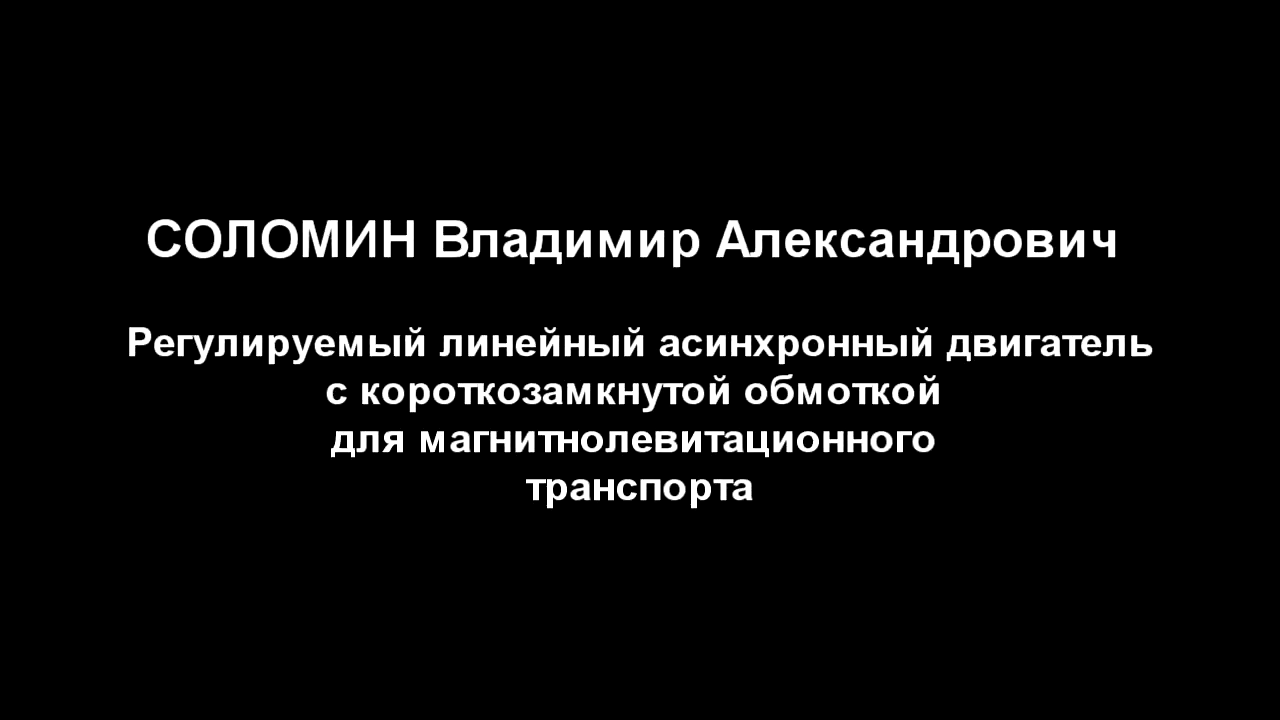 СОЛОМИН Владимир Александрович
Регулируемый линейный асинхронный двигатель
с короткозамкнутой обмоткой
для магнитнолевитационного
транспорта